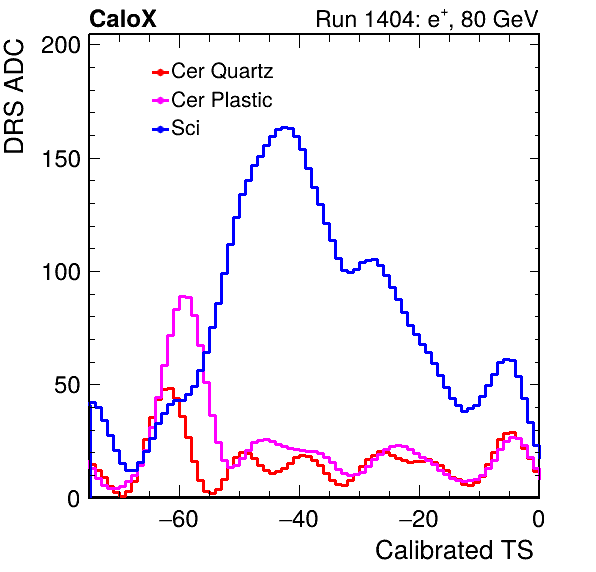 CaloX
Run 1404: e⁺, 80 GeV
DRS ADC
200
150
100
50
0
Cer Quartz
Cer Plastic
Sci
−60
−40
−20
0
Calibrated TS